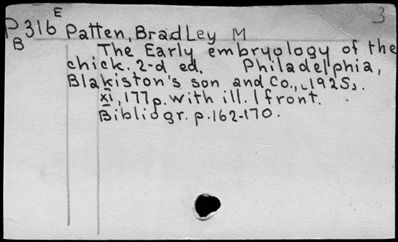 E 3
P316 Patten, Bradley M
B The Early embryology of the
chick. 2-d ed. Philadelphia,
Blakiston's son and Co., 1925.
XI, 177p. with ill. 1 front.
Bibliogr. p.162-170.